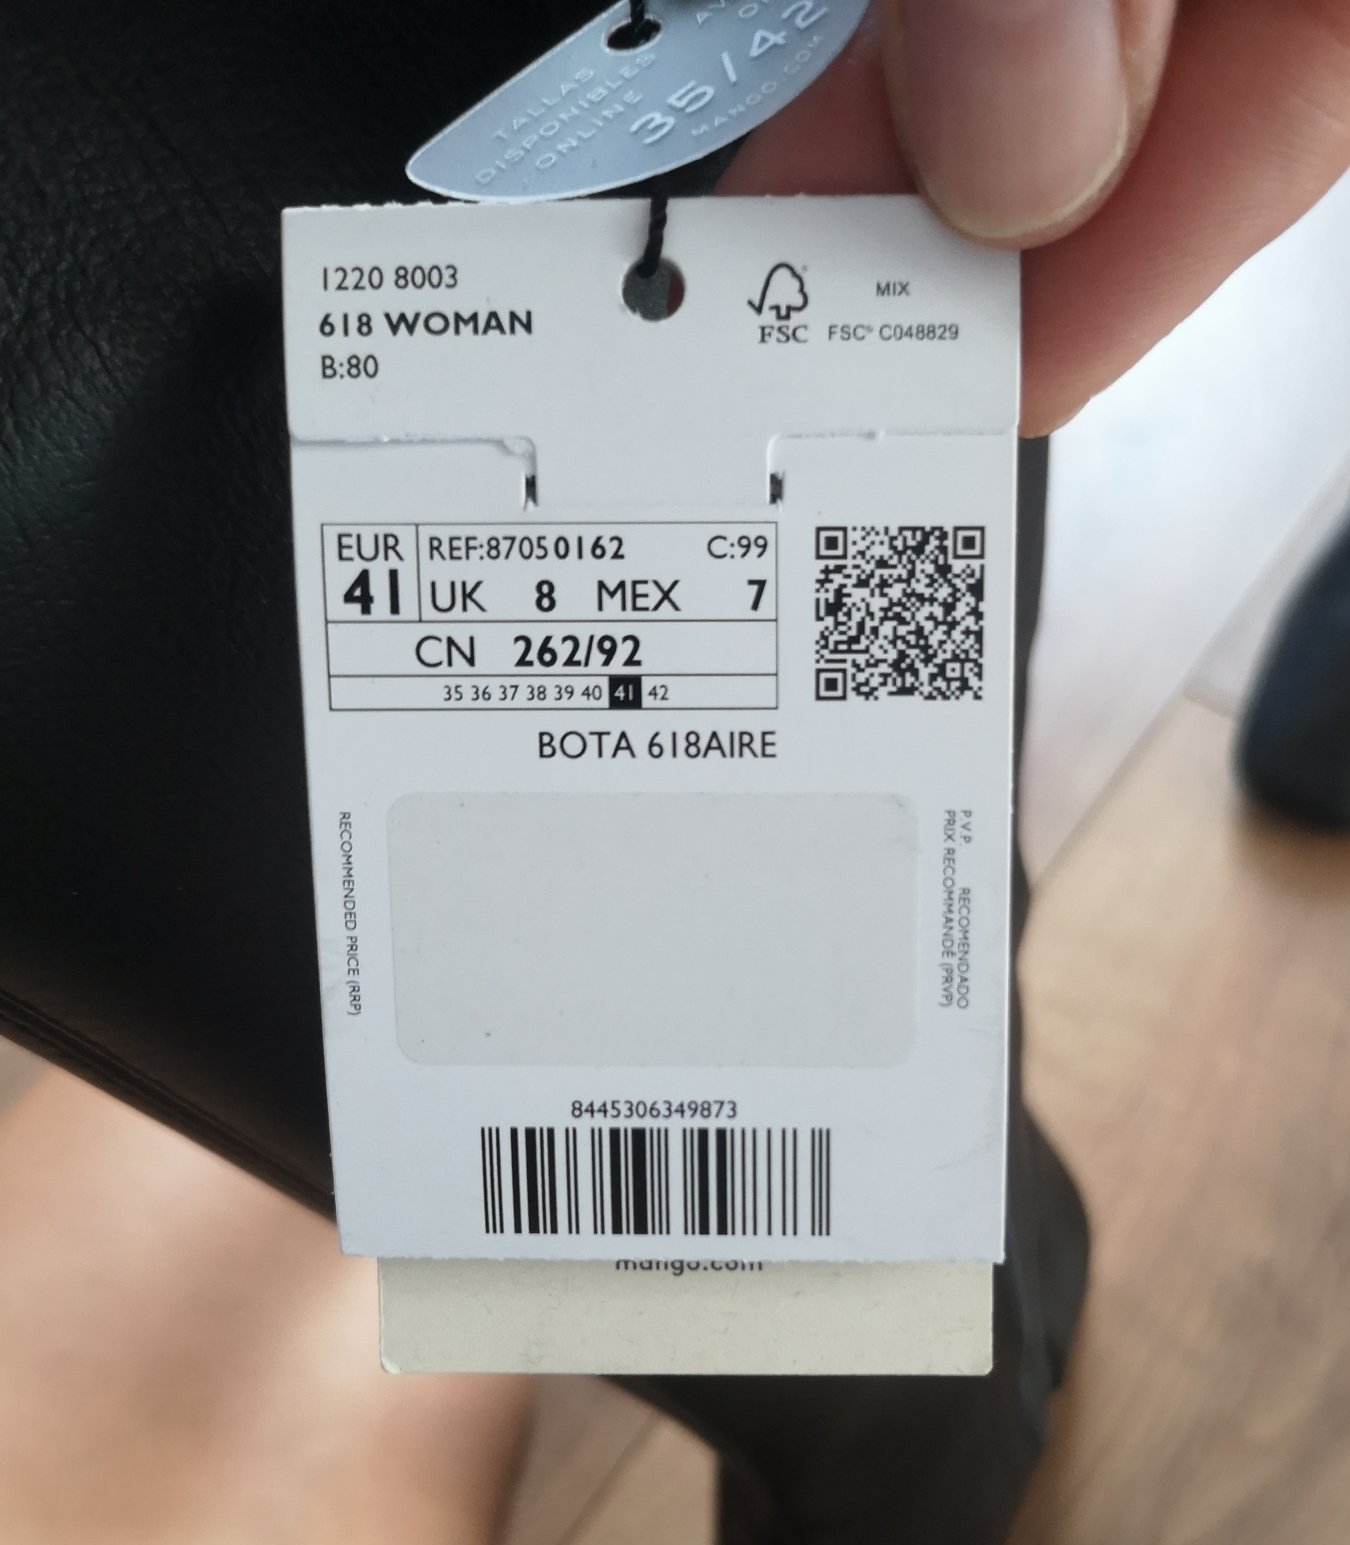 TALLAS
DISPONIBLES
ONLINE
35/42
MANGO.COM
1220 8003
618 WOMAN
B:80
FSC
MIX
FSC® C048829
EUR
41
REF:87050162 C:99
UK 8 MEX 7
CN 262/92
35 36 37 38 39 40 41 42
BOTA 618AIRE
RECOMMENDED PRICE (RRP)
P.V.P. RECOMENDADO
PRIX RECOMMANDÉ (PRVP)
8445306349873
mango.com